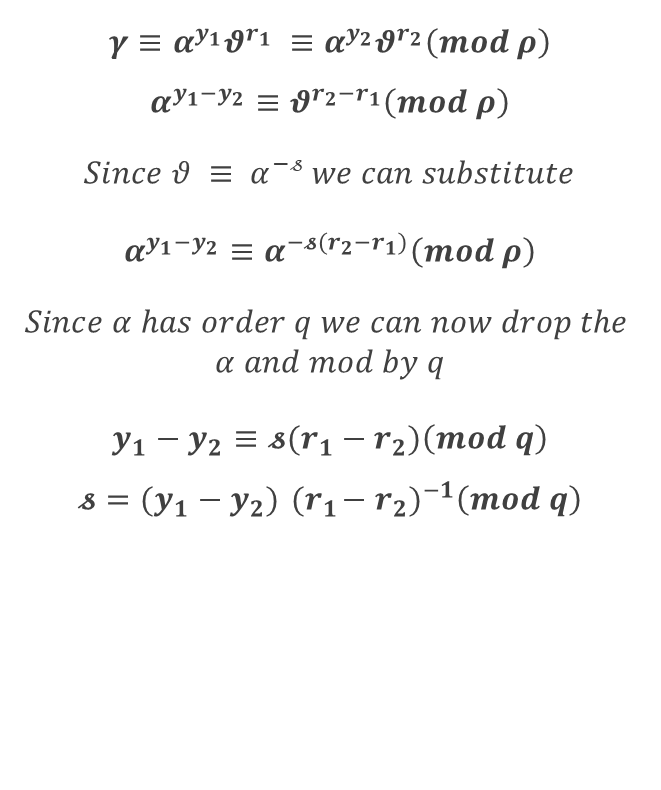 γ ≡ α^{y₁}ϑ^{r₁} ≡ α^{y₂}ϑ^{r₂}(mod ρ)
α^{y₁−y₂} ≡ ϑ^{r₂−r₁}(mod ρ)
Since ϑ ≡ α^{−𝓈} we can substitute
α^{y₁−y₂} ≡ α^{−𝓈(r₂−r₁)}(mod ρ)
Since α has order q we can now drop the
α and mod by q
y₁ − y₂ ≡ 𝓈(r₁ − r₂)(mod q)
𝓈 = (y₁ − y₂) (r₁− r₂)^{−1}(mod q)